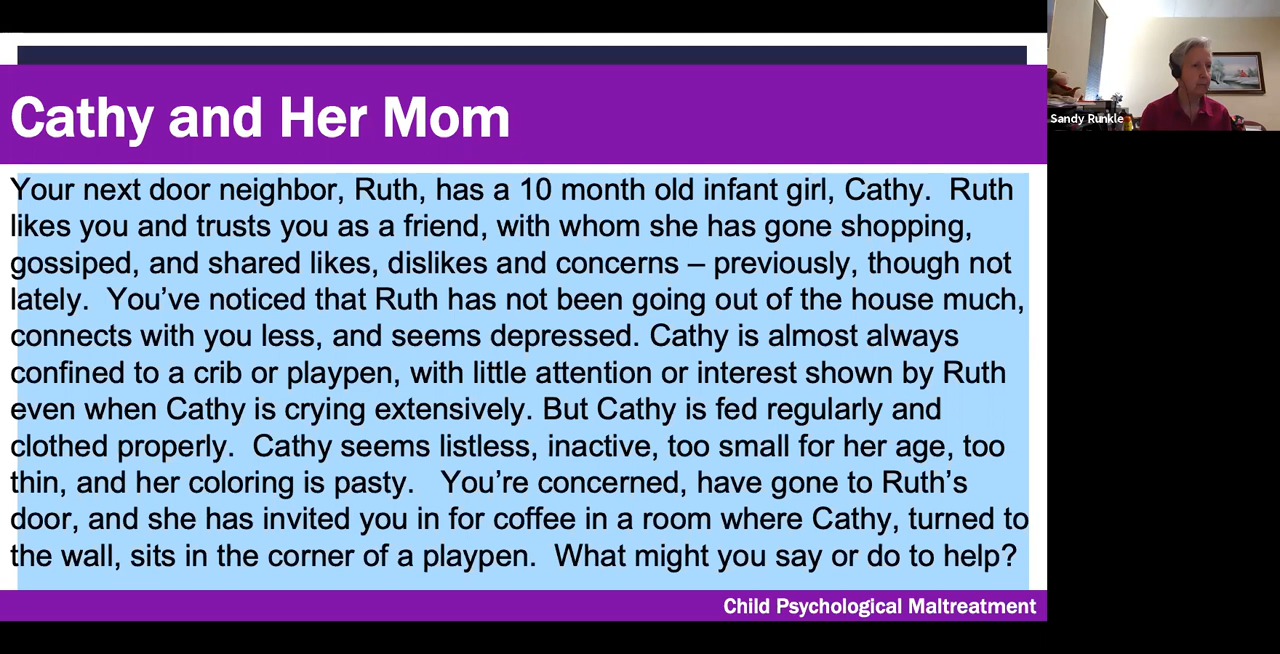 Cathy and Her Mom
Your next door neighbor, Ruth, has a 10 month old infant girl, Cathy.  Ruth
likes you and trusts you as a friend, with whom she has gone shopping,
gossiped, and shared likes, dislikes and concerns – previously, though not
lately.  You’ve noticed that Ruth has not been going out of the house much,
connects with you less, and seems depressed. Cathy is almost always
confined to a crib or playpen, with little attention or interest shown by Ruth
even when Cathy is crying extensively. But Cathy is fed regularly and
clothed properly.  Cathy seems listless, inactive, too small for her age, too
thin, and her coloring is pasty.   You’re concerned, have gone to Ruth’s
door, and she has invited you in for coffee in a room where Cathy, turned to
the wall, sits in the corner of a playpen.  What might you say or do to help?
Child Psychological Maltreatment
Sandy Runkle